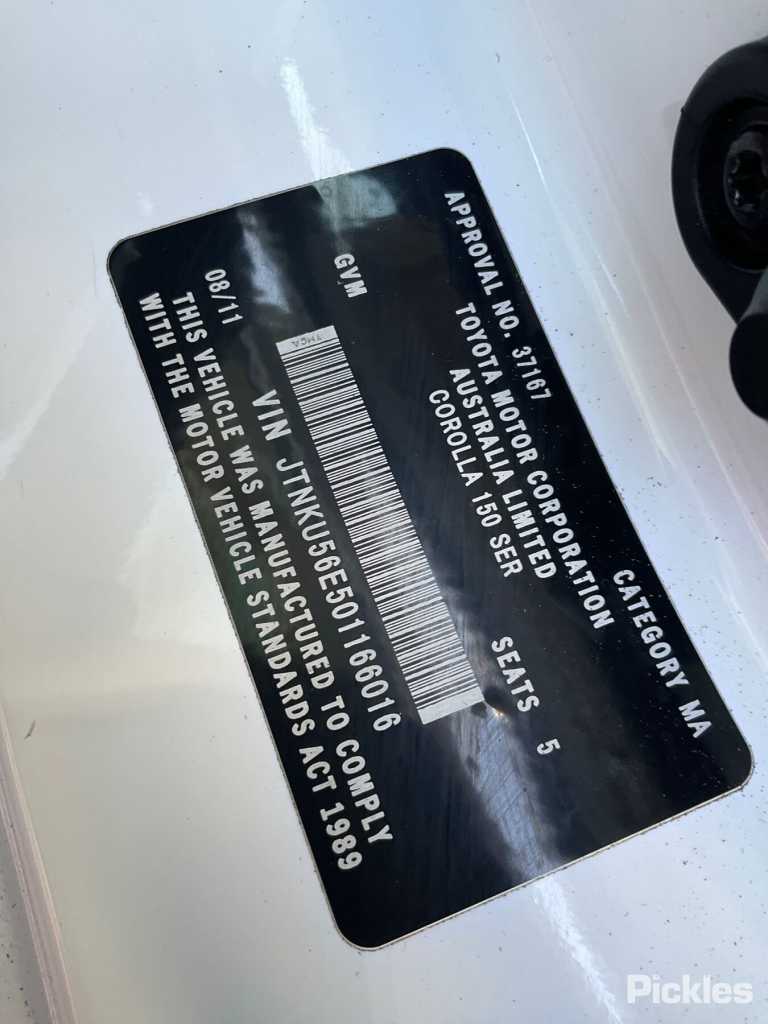 APPROVAL NO. 37167 CATEGORY MA
TOYOTA MOTOR CORPORATION
AUSTRALIA LIMITED
COROLLA 150 SER
GVM SEATS 5
TMCA
VIN JTNKU56E501166016
08/11
THIS VEHICLE WAS MANUFACTURED TO COMPLY
WITH THE MOTOR VEHICLE STANDARDS ACT 1989
Pickles